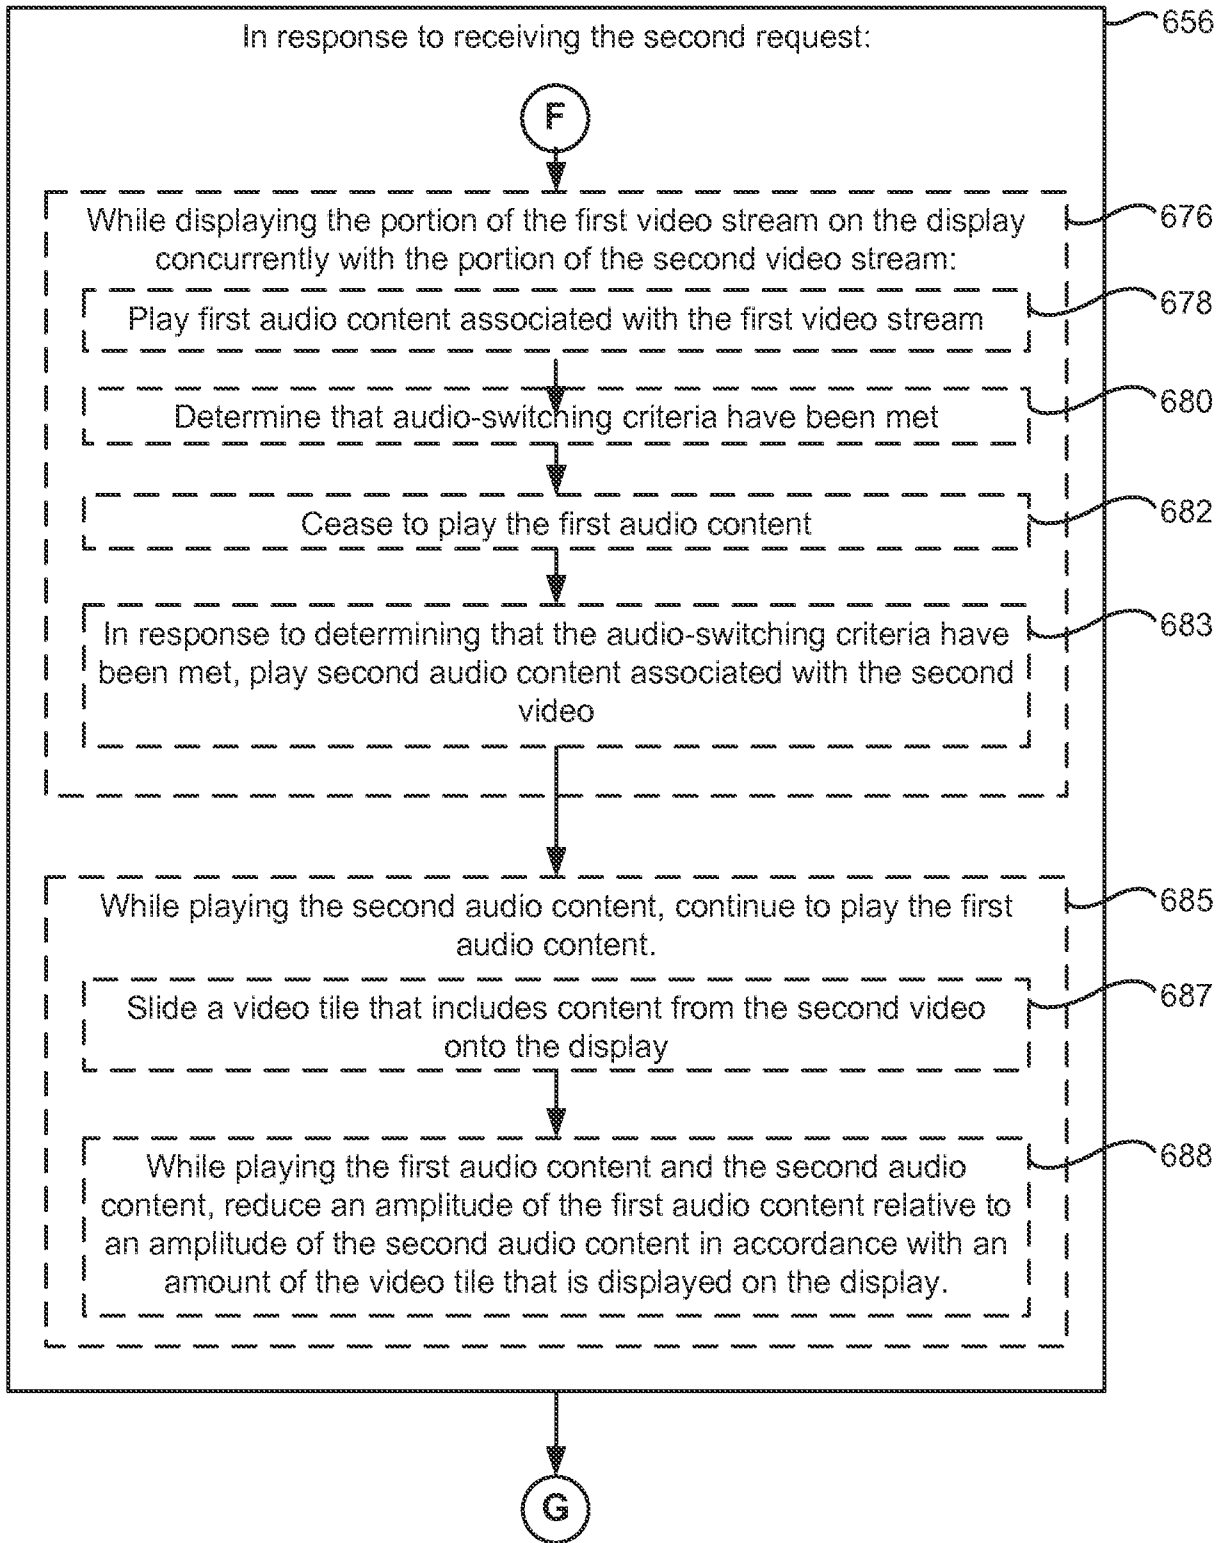 In response to receiving the second request:
656
F
While displaying the portion of the first video stream on the display
concurrently with the portion of the second video stream:
676
Play first audio content associated with the first video stream
678
Determine that audio-switching criteria have been met
680
Cease to play the first audio content
682
In response to determining that the audio-switching criteria have
been met, play second audio content associated with the second
video
683
While playing the second audio content, continue to play the first
audio content.
685
Slide a video tile that includes content from the second video
onto the display
687
While playing the first audio content and the second audio
content, reduce an amplitude of the first audio content relative to
an amplitude of the second audio content in accordance with an
amount of the video tile that is displayed on the display.
688
G